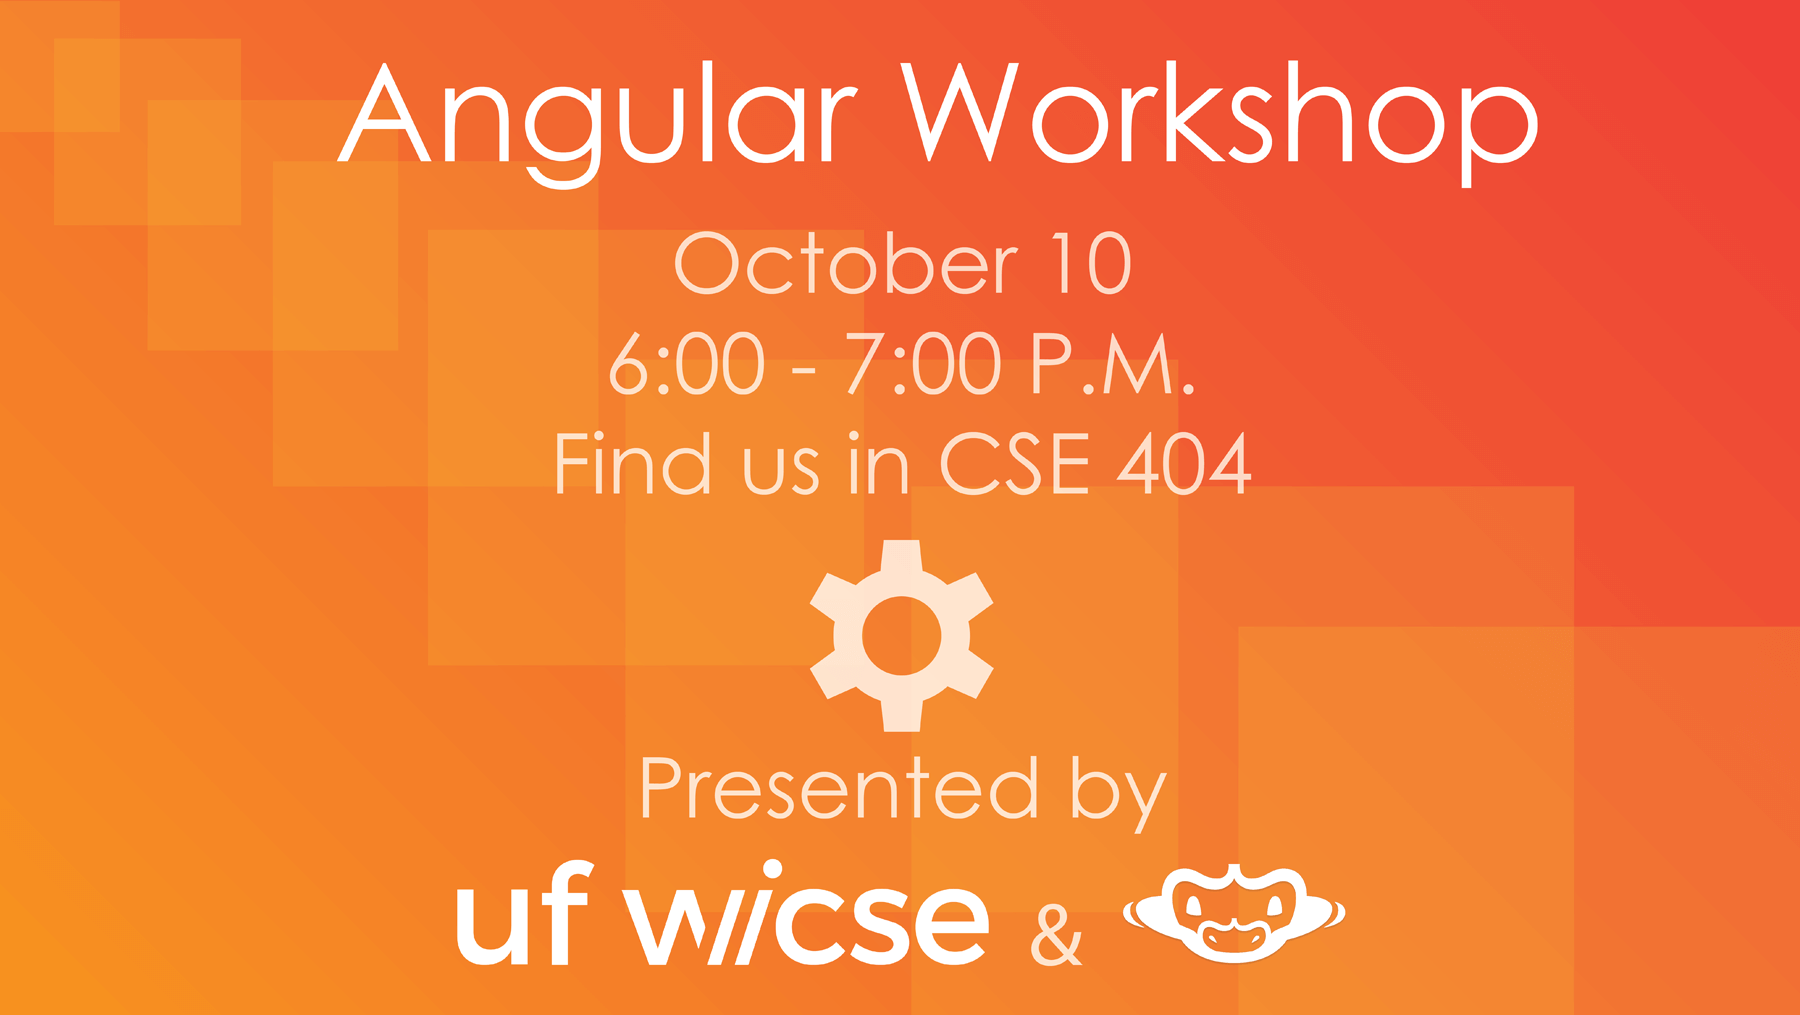 Angular Workshop
October 10
6:00 - 7:00 P.M.
Find us in CSE 404
Presented by
uf wicse &